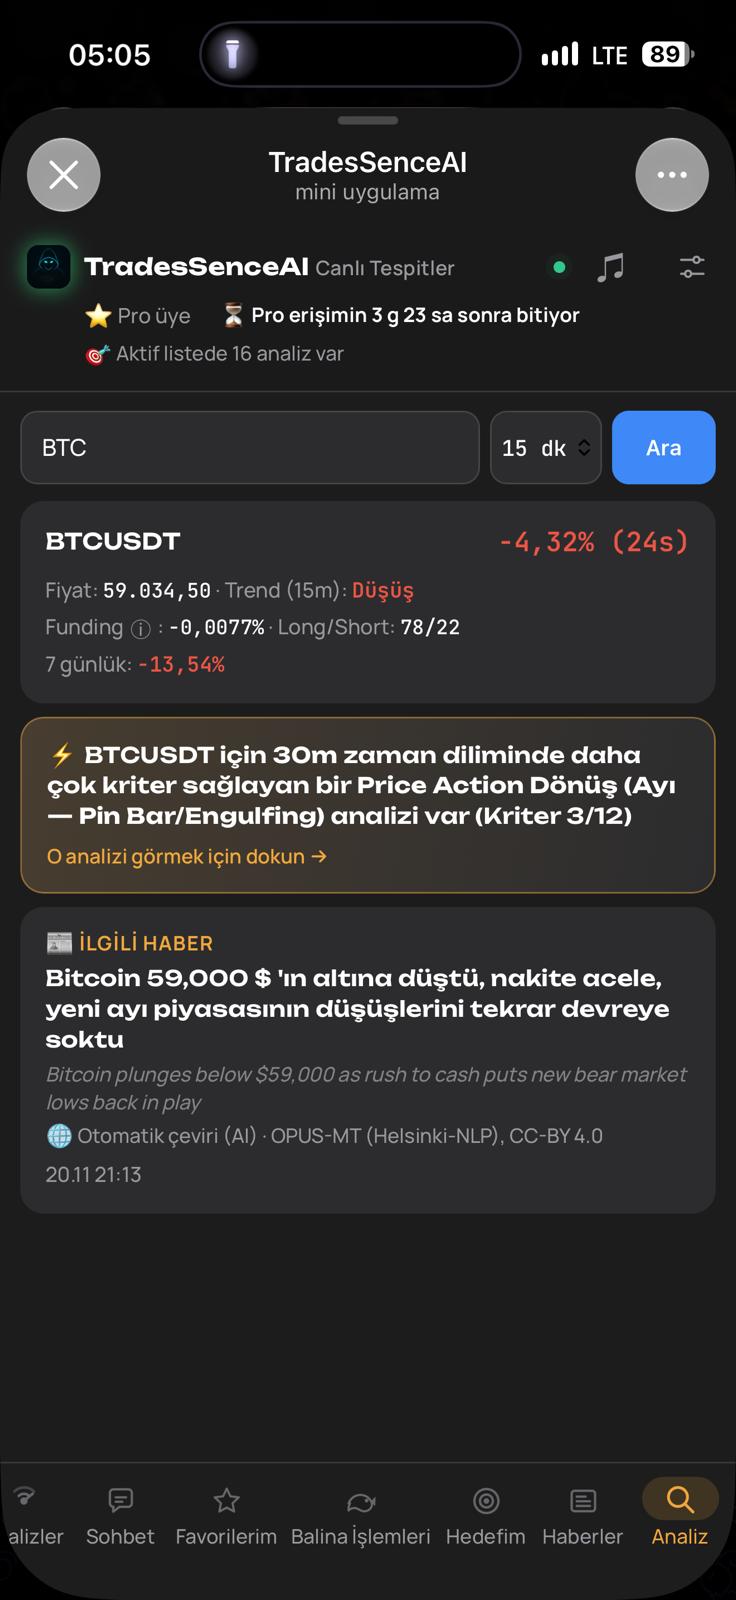 05:05
LTE
89
TradesSenceAI
mini uygulama
TradesSenceAI Canlı Tespitler
⭐ Pro üye ⏳ Pro erişimin 3 g 23 sa sonra bitiyor
🎯 Aktif listede 16 analiz var
BTC
15 dk
Ara
BTCUSDT
-4,32% (24s)
Fiyat: 59.034,50 · Trend (15m): Düşüş
Funding ⓘ : -0,0077% · Long/Short: 78/22
7 günlük: -13,54%
⚡ BTCUSDT için 30m zaman diliminde daha
çok kriter sağlayan bir Price Action Dönüş (Ayı
— Pin Bar/Engulfing) analizi var (Kriter 3/12)
O analizi görmek için dokun →
📰 İLGİLİ HABER
Bitcoin 59,000 $ 'ın altına düştü, nakite acele,
yeni ayı piyasasının düşüşlerini tekrar devreye
soktu
Bitcoin plunges below $59,000 as rush to cash puts new bear market
lows back in play
🌐 Otomatik çeviri (AI) · OPUS-MT (Helsinki-NLP), CC-BY 4.0
20.11 21:13
alizler
Sohbet
Favorilerim
Balina İşlemleri
Hedefim
Haberler
Analiz